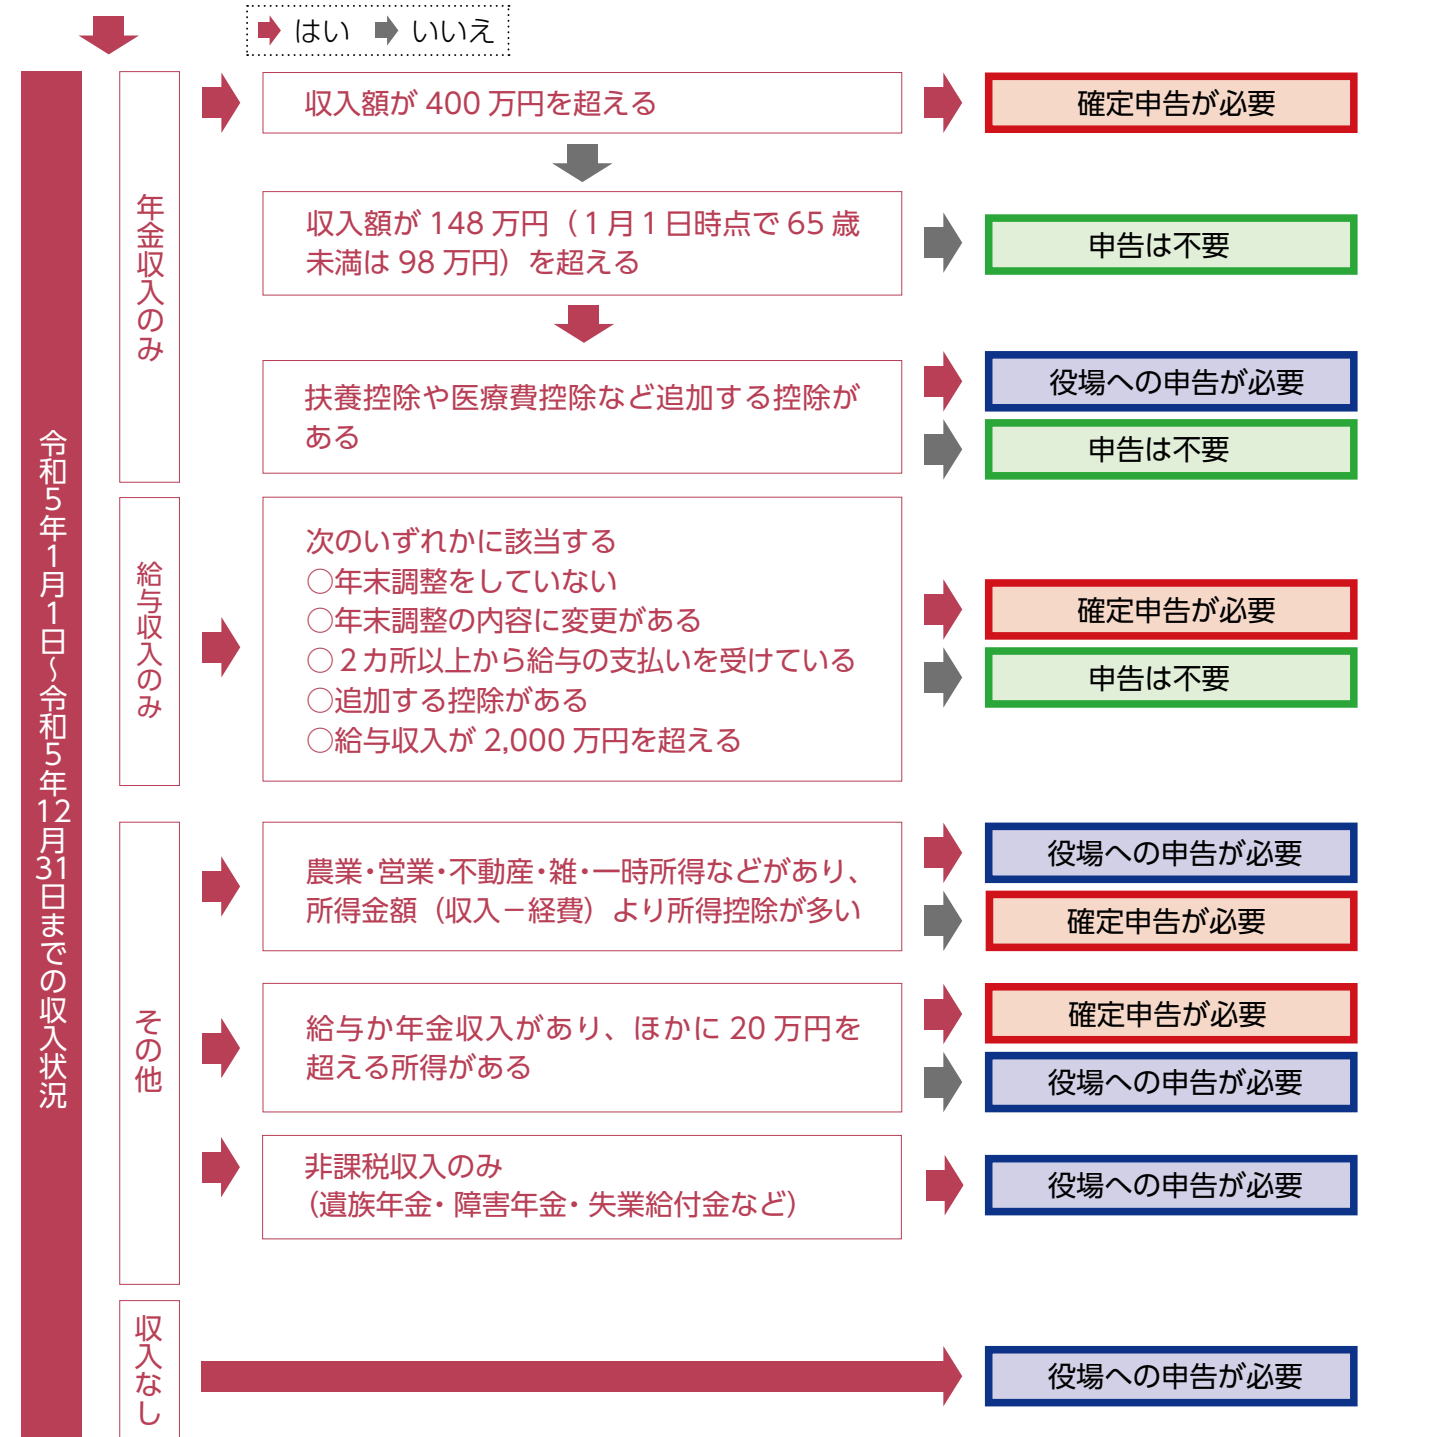 はい いいえ
令和5年1月1日～令和5年12月31日までの収入状況
年金収入のみ
収入額が 400 万円を超える
確定申告が必要
収入額が 148 万円（1月1日時点で 65 歳
未満は 98 万円）を超える
申告は不要
扶養控除や医療費控除など追加する控除が
ある
役場への申告が必要
申告は不要
給与収入のみ
次のいずれかに該当する
○年末調整をしていない
○年末調整の内容に変更がある
○2カ所以上から給与の支払いを受けている
○追加する控除がある
○給与収入が 2,000 万円を超える
確定申告が必要
申告は不要
その他
農業・営業・不動産・雑・一時所得などがあり、
所得金額（収入－経費）より所得控除が多い
役場への申告が必要
確定申告が必要
給与か年金収入があり、ほかに 20 万円を
超える所得がある
確定申告が必要
役場への申告が必要
非課税収入のみ
（遺族年金・障害年金・失業給付金など）
役場への申告が必要
収入なし
役場への申告が必要